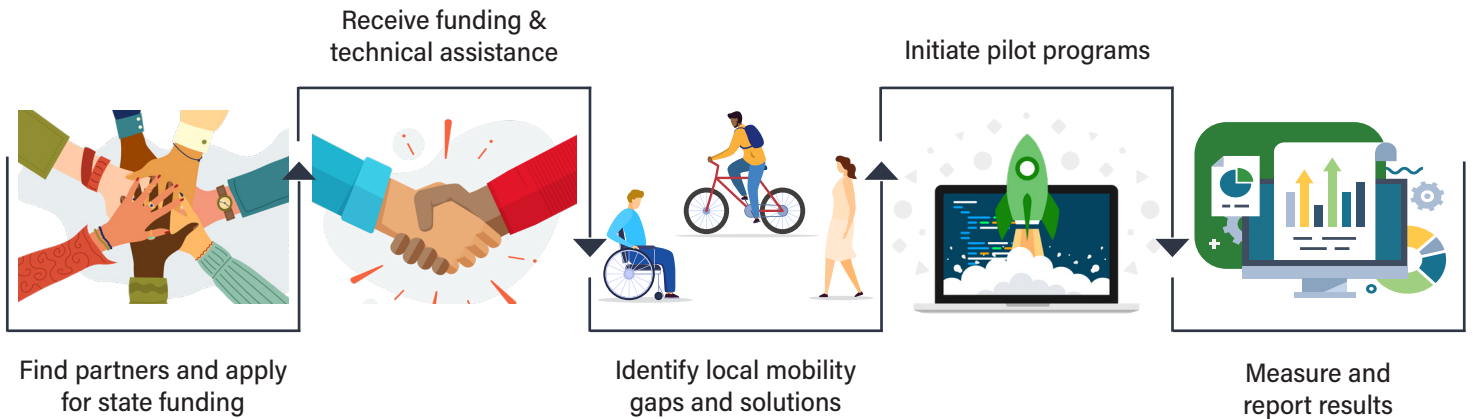 Find partners and apply
for state funding
Receive funding &
technical assistance
Identify local mobility
gaps and solutions
Initiate pilot programs
Measure and
report results